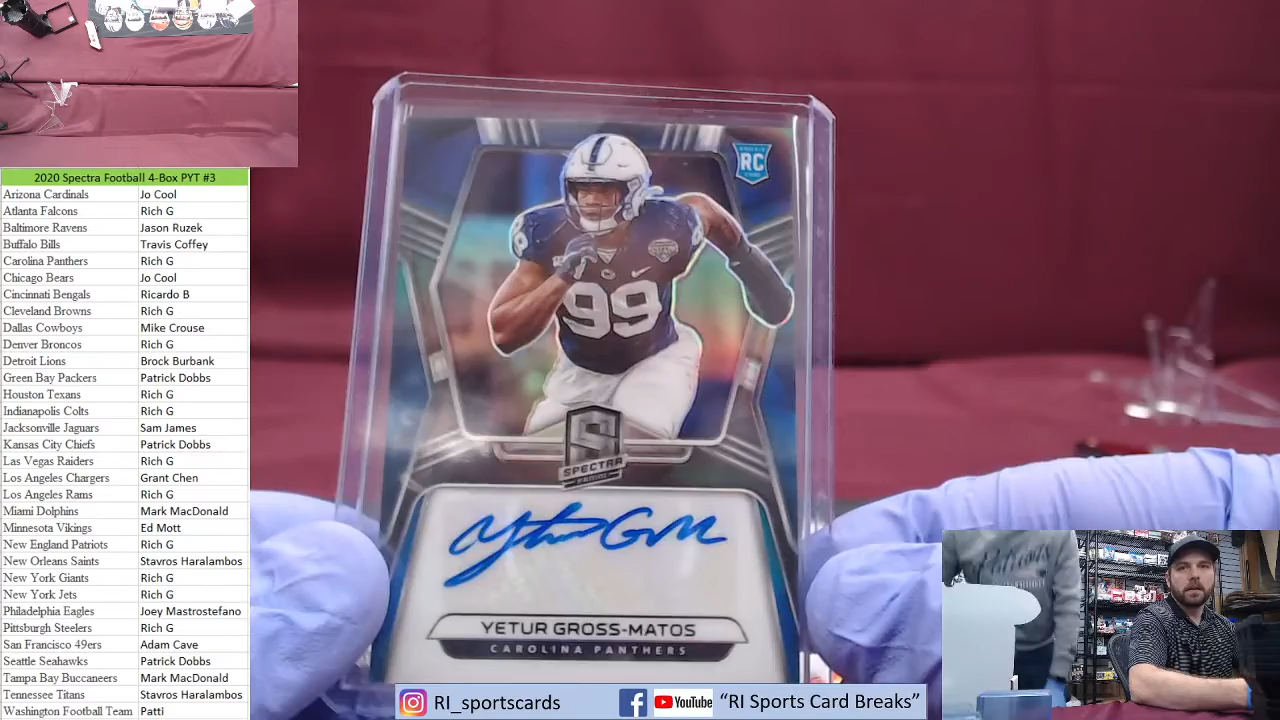 2020 Spectra Football 4-Box PYT #3
Arizona Cardinals Jo Cool
Atlanta Falcons Rich G
Baltimore Ravens Jason Ruzek
Buffalo Bills Travis Coffey
Carolina Panthers Rich G
Chicago Bears Jo Cool
Cincinnati Bengals Ricardo B
Cleveland Browns Rich G
Dallas Cowboys Mike Crouse
Denver Broncos Rich G
Detroit Lions Brock Burbank
Green Bay Packers Patrick Dobbs
Houston Texans Rich G
Indianapolis Colts Rich G
Jacksonville Jaguars Sam James
Kansas City Chiefs Patrick Dobbs
Las Vegas Raiders Rich G
Los Angeles Chargers Grant Chen
Los Angeles Rams Rich G
Miami Dolphins Mark MacDonald
Minnesota Vikings Ed Mott
New England Patriots Rich G
New Orleans Saints Stavros Haralambos
New York Giants Rich G
New York Jets Rich G
Philadelphia Eagles Joey Mastrostefano
Pittsburgh Steelers Rich G
San Francisco 49ers Adam Cave
Seattle Seahawks Patrick Dobbs
Tampa Bay Buccaneers Mark MacDonald
Tennessee Titans Stavros Haralambos
Washington Football Team Patti
RC
99
S
SPECTRA
PANINI
YETUR GROSS-MATOS
CAROLINA PANTHERS
RI_sportscards
YouTube "RI Sports Card Breaks"